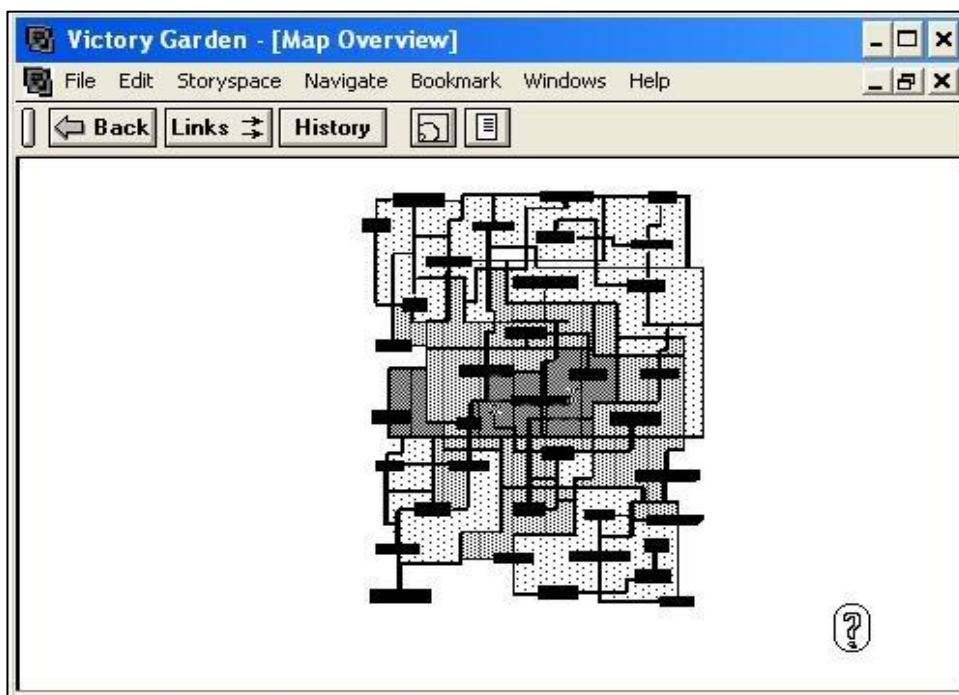 Victory Garden - [Map Overview]
File Edit Storyspace Navigate Bookmark Windows Help
Back Links History
?